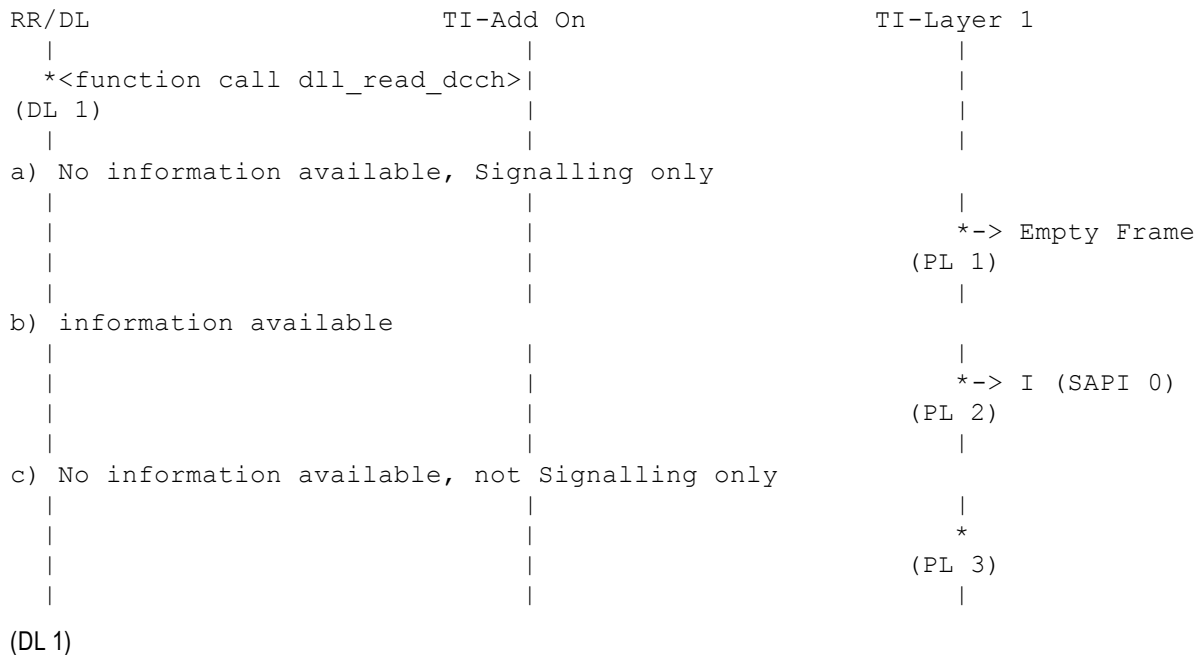 RR/DL TI-Add On TI-Layer 1
| | |
*<function call dll_read_dcch>| |
(DL 1) | |
| | |
a) No information available, Signalling only
| | |
| | *-> Empty Frame
| | (PL 1)
| | |
b) information available
| | |
| | *-> I (SAPI 0)
| | (PL 2)
| | |
c) No information available, not Signalling only
| | |
| | *
| | (PL 3)
| | |
(DL 1)